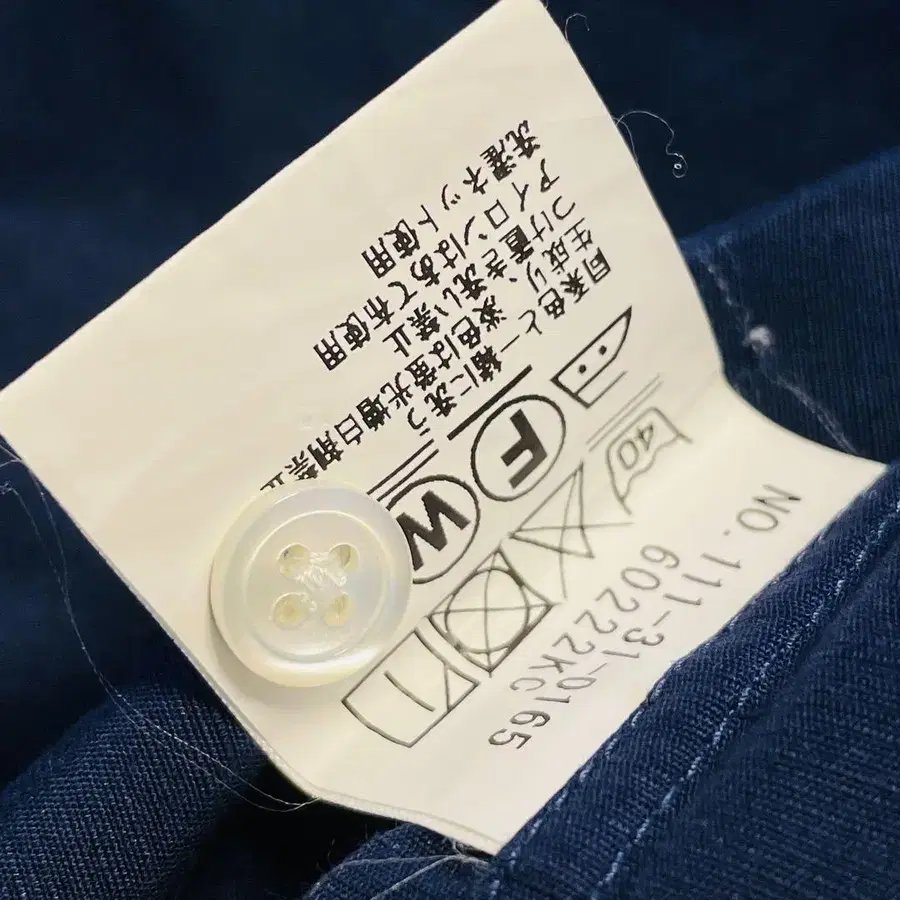 NO. 111-31-0165
60222KC
40
F
W
同系色と一緒に洗う
生成り、淡色は螢光増白剤禁止
つけ置き洗い禁止
アイロンはあて布使用
洗濯ネット使用